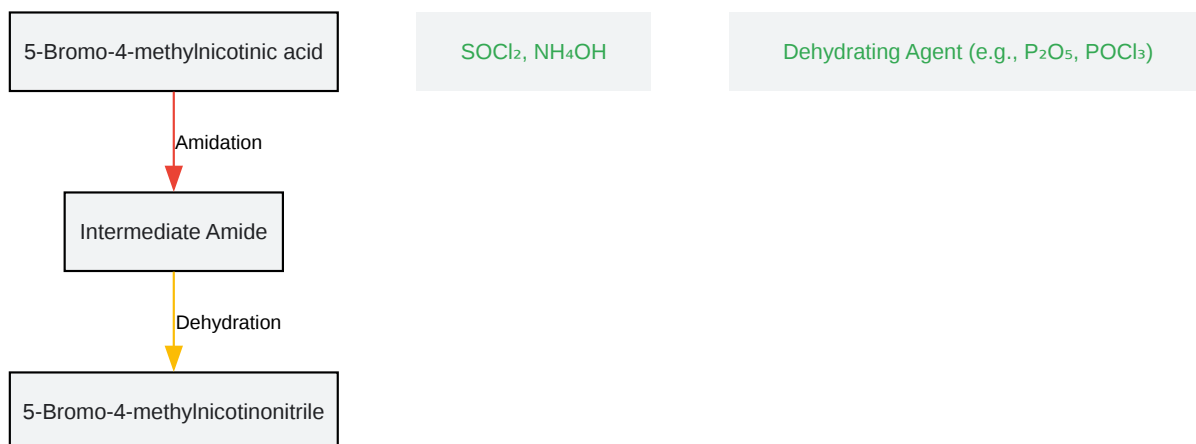 5-Bromo-4-methylnicotinic acid
SOCl₂, NH₄OH
Dehydrating Agent (e.g., P₂O₅, POCl₃)
Amidation
Intermediate Amide
Dehydration
5-Bromo-4-methylnicotinonitrile